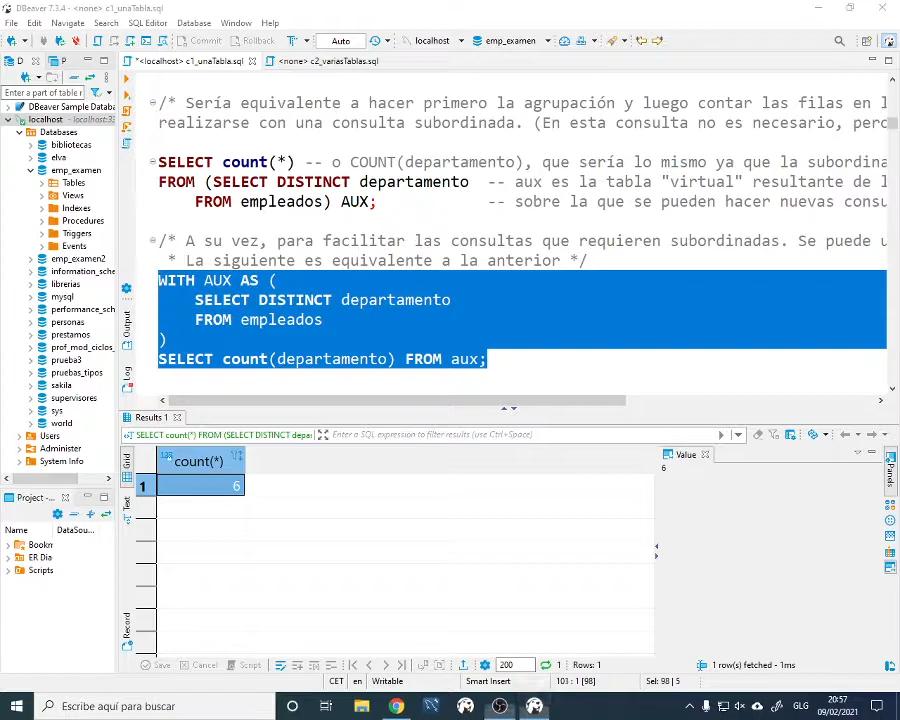 DBeaver 7.3.4 - <none> c1_unaTabla.sql
File Edit Navigate Search SQL Editor Database Window Help
Commit Rollback Auto localhost emp_examen
D P *<localhost> c1_unaTabla.sql <none> c2_variasTablas.sql
Enter a part of table r
DBeaver Sample Databa
localhost
Databases
bibliotecas
elva
emp_examen
Tables
Views
Indexes
Procedures
Triggers
Events
emp_examen2
information_sche
librerias
mysql
performance_sch
personas
prestamos
prof_mod_ciclos_
prueba3
pruebas_tipos
sakila
supervisores
sys
world
Users
Administer
System Info
/* Sería equivalente a hacer primero la agrupación y luego contar las filas en l
realizarse con una consulta subordinada. (En esta consulta no es necesario, perc
SELECT count(*) -- o COUNT(departamento), que sería lo mismo ya que la subordina
FROM (SELECT DISTINCT departamento -- aux es la tabla "virtual" resultante de l
FROM empleados) AUX; -- sobre la que se pueden hacer nuevas consu
/* A su vez, para facilitar las consultas que requieren subordinadas. Se puede u
* La siguiente es equivalente a la anterior */
WITH AUX AS (
SELECT DISTINCT departamento
FROM empleados
)
SELECT count(departamento) FROM aux;
Output
Log
Results 1
SELECT count(*) FROM (SELECT DISTINCT depar Enter a SQL expression to filter results (use Ctrl+Space)
Grid
Text
Record
123 count(*)
1 6
Value
6
Panels
Project -
Name DataSou...
Bookm
ER Dia
Scripts
Save Cancel Script 200 1 Rows: 1 1 row(s) fetched - 1ms
CET en Writable Smart Insert 103 : 1 [98] Sel: 98 | 5
Escribe aquí para buscar
GLG
20:57
09/02/2021